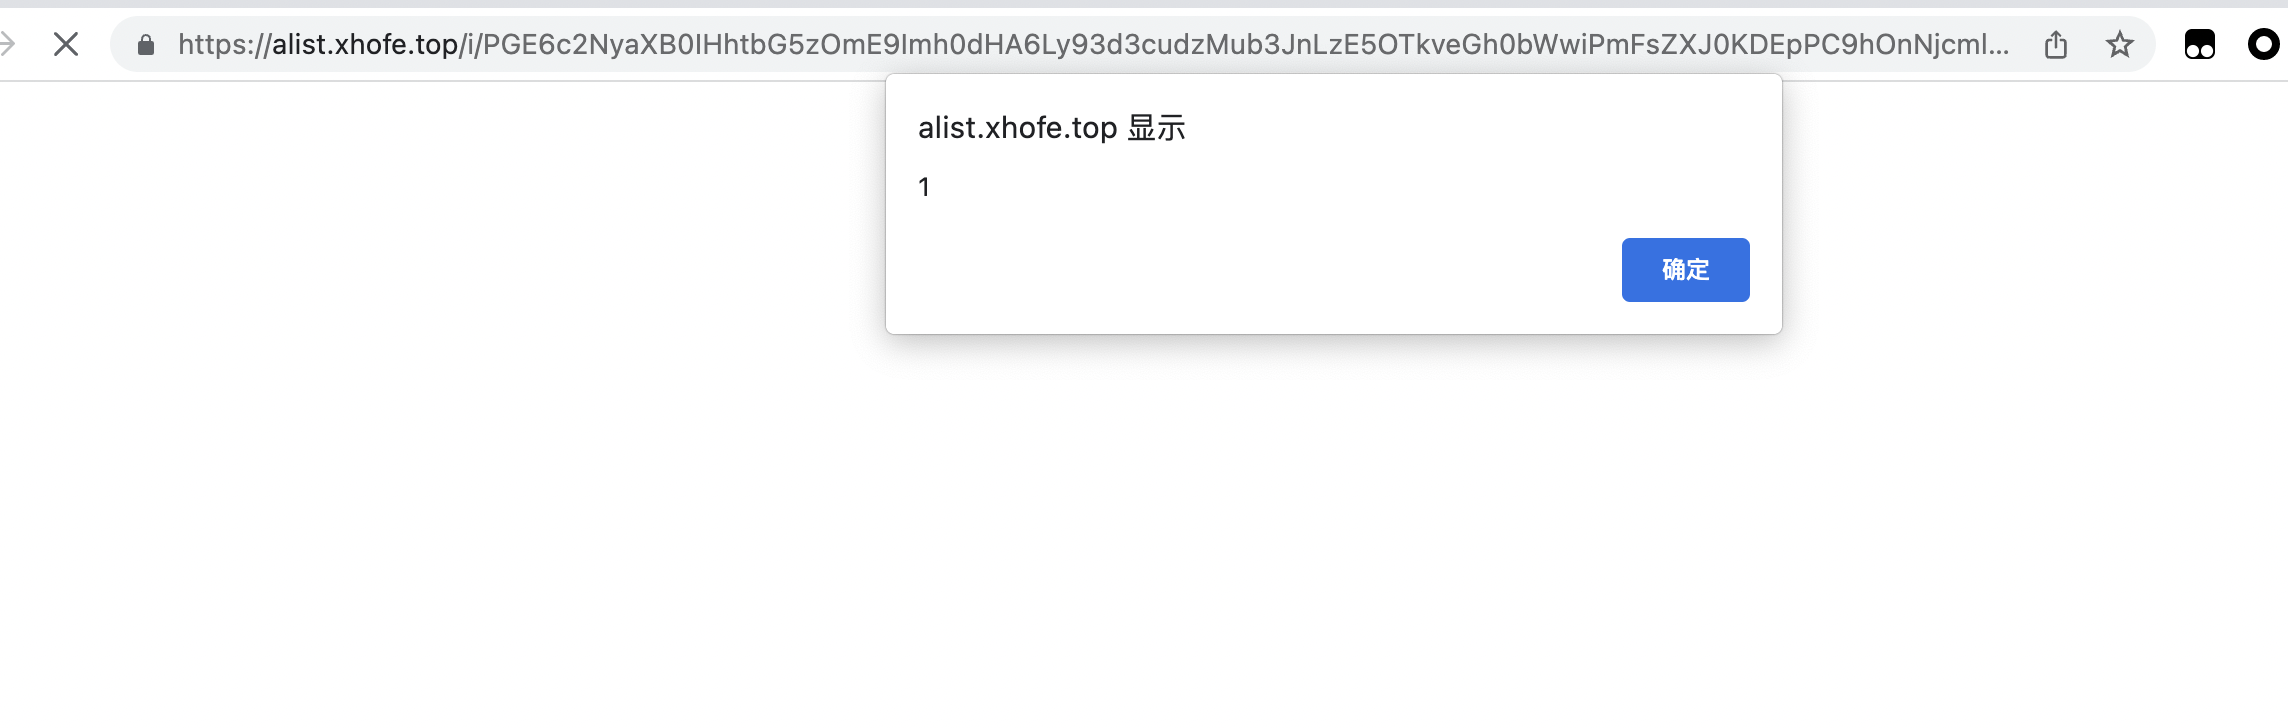 https://alist.xhofe.top/i/PGE6c2NyaXB0IHhtbG5zOmE9Imh0dHA6Ly93d3cudzMub3JnLzE5OTkveGh0bWwiPmFsZXJ0KDEpPC9hOnNjcml...
alist.xhofe.top 显示
1
确定